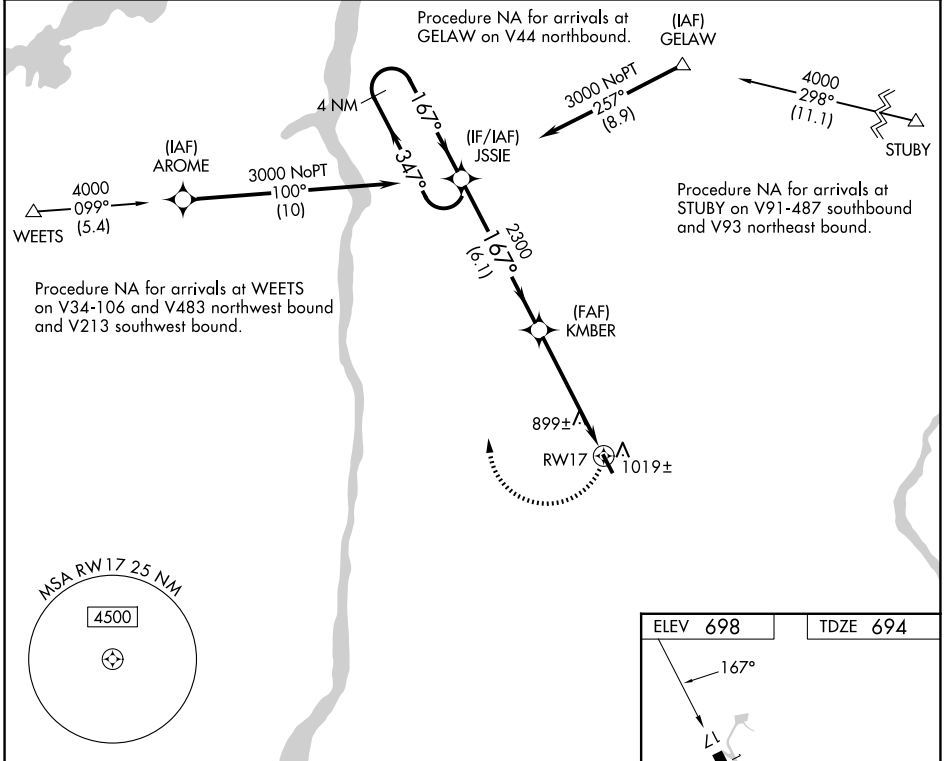 Procedure NA for arrivals at
GELAW on V44 northbound.
(IAF)
GELAW
3000 NoPT
257°
(8.9)
4000
298°
(11.1)
STUBY
4 NM
167°
347°
(IF/IAF)
JSSIE
(IAF)
AROME
3000 NoPT
100°
(10)
4000
099°
(5.4)
WEETS
Procedure NA for arrivals at
STUBY on V91-487 southbound
and V93 northeast bound.
2300
167°
(6.1)
Procedure NA for arrivals at WEETS
on V34-106 and V483 northwest bound
and V213 southwest bound.
(FAF)
KMBER
899±
RW17
1019±
MSA RW17 25 NM
4500
ELEV 698
TDZE 694
167°
17